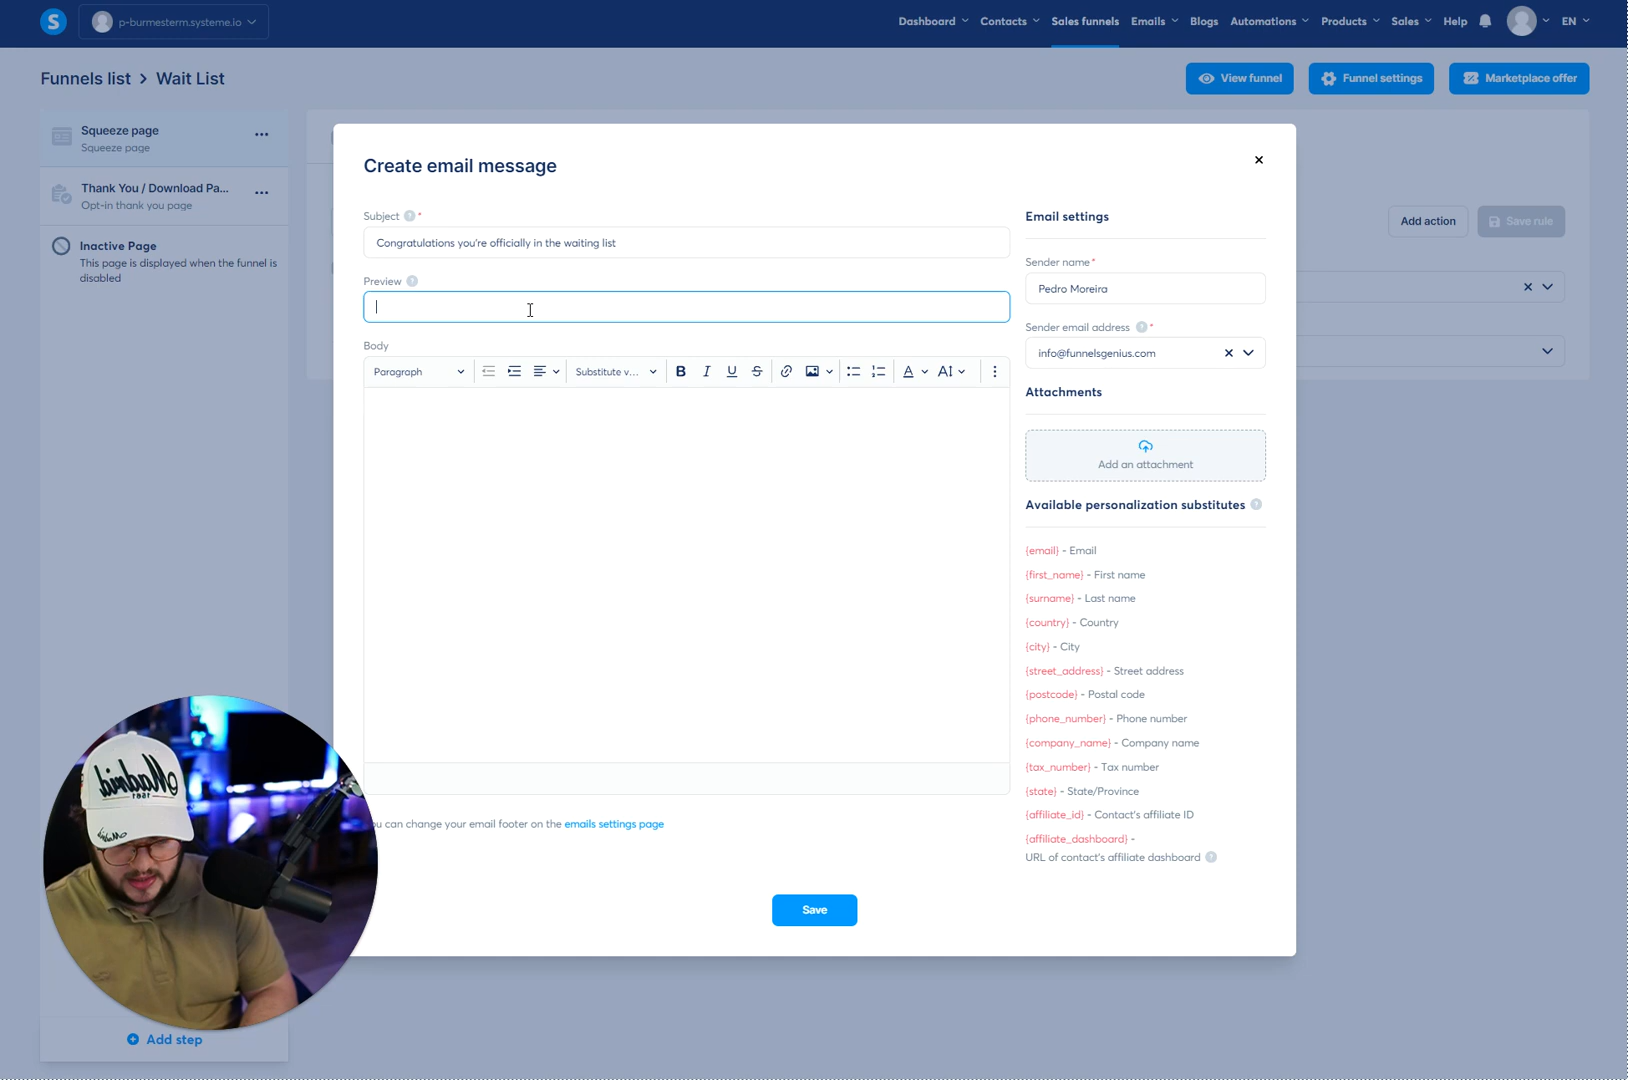 S
p-burmesterm.systeme.io
Dashboard
Contacts
Sales funnels
Emails
Blogs
Automations
Products
Sales
Help
EN
Funnels list > Wait List
View funnel
Funnel settings
Marketplace offer
Squeeze page
Squeeze page
Thank You / Download Pa...
Opt-in thank you page
Inactive Page
This page is displayed when the funnel is
disabled
Add step
Add action
Save rule
Create email message
Subject ? *
Congratulations you're officially in the waiting list
Preview ?
Body
Paragraph
Substitute v...
B I U S
A
AI
ou can change your email footer on the emails settings page
Save
Email settings
Sender name*
Pedro Moreira
Sender email address ? *
info@funnelsgenius.com
Attachments
Add an attachment
Available personalization substitutes ?
{email} - Email
{first_name} - First name
{surname} - Last name
{country} - Country
{city} - City
{street_address} - Street address
{postcode} - Postal code
{phone_number} - Phone number
{company_name} - Company name
{tax_number} - Tax number
{state} - State/Province
{affiliate_id} - Contact's affiliate ID
{affiliate_dashboard} -
URL of contact's affiliate dashboard ?
Madrid
1561